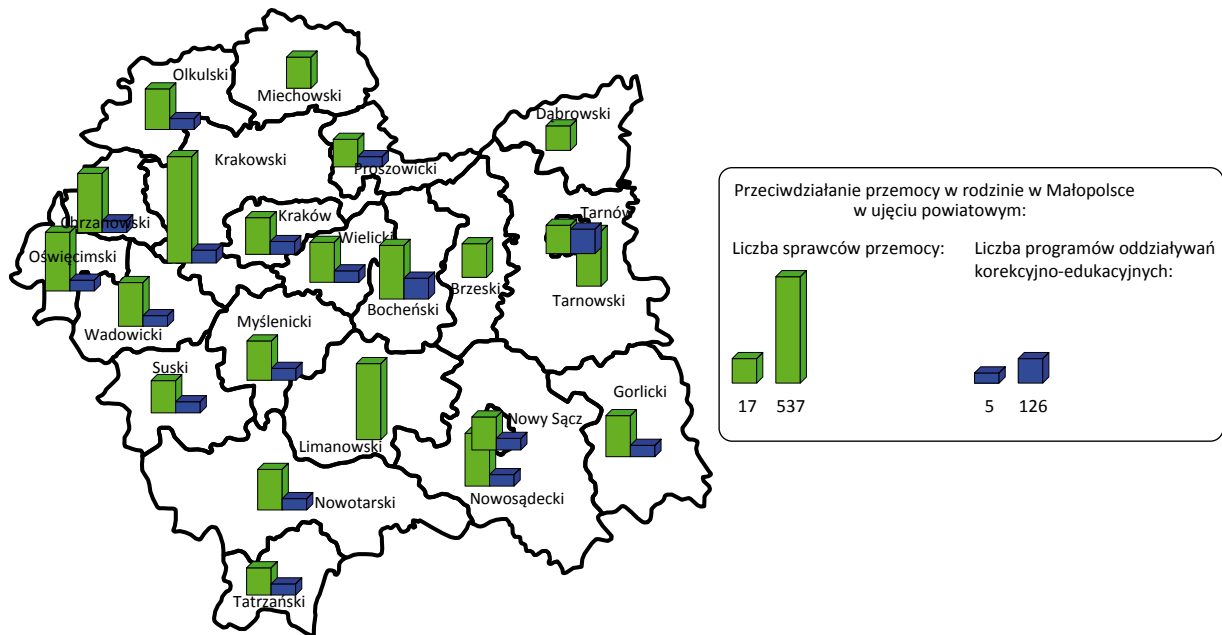 Olkulski
Miechowski
Dąbrowski
Krakowski
Proszowicki
Chrzanowski
Kraków
Tarnów
Wielicki
Oświęcimski
Brzeski
Tarnowski
Bocheński
Wadowicki
Myślenicki
Suski
Gorlicki
Nowy Sącz
Limanowski
Nowosądecki
Nowotarski
Tatrzański
Przeciwdziałanie przemocy w rodzinie w Małopolsce
w ujęciu powiatowym:
Liczba sprawców przemocy:
17 537
Liczba programów oddziaływań
korekcyjno-edukacyjnych:
5 126